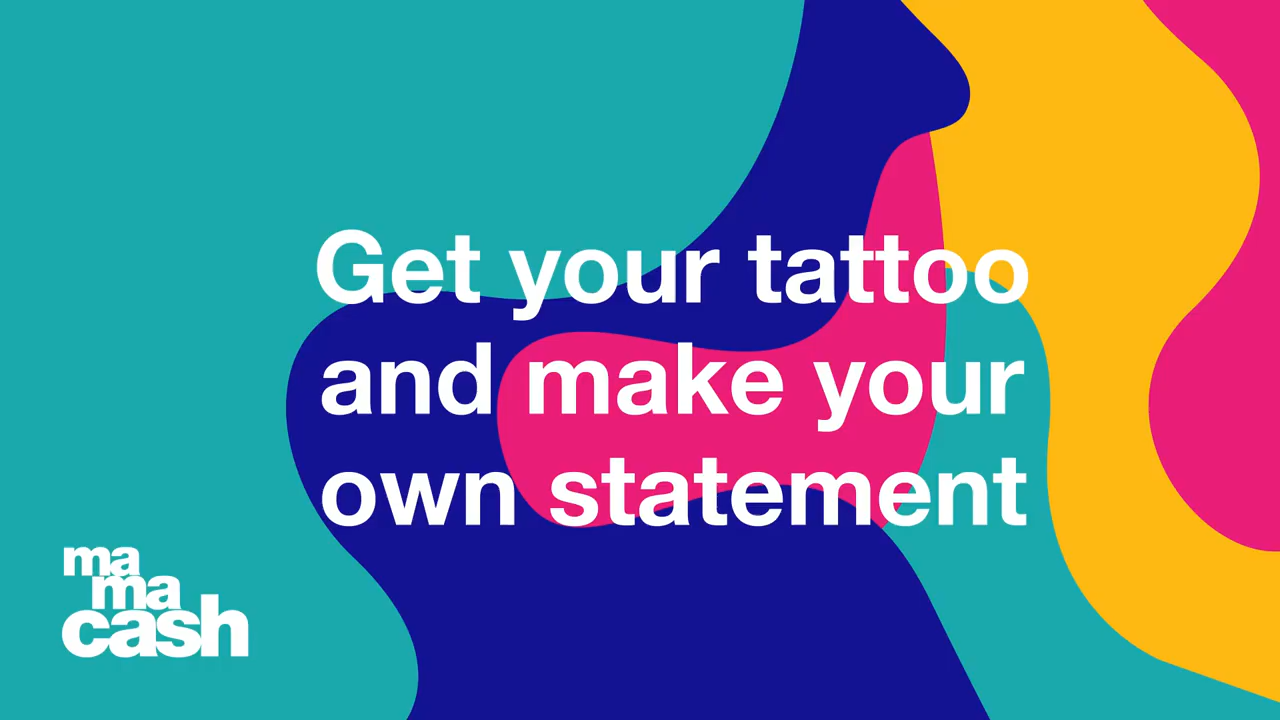 Get your tattoo
and make your
own statement
ma
ma
cash